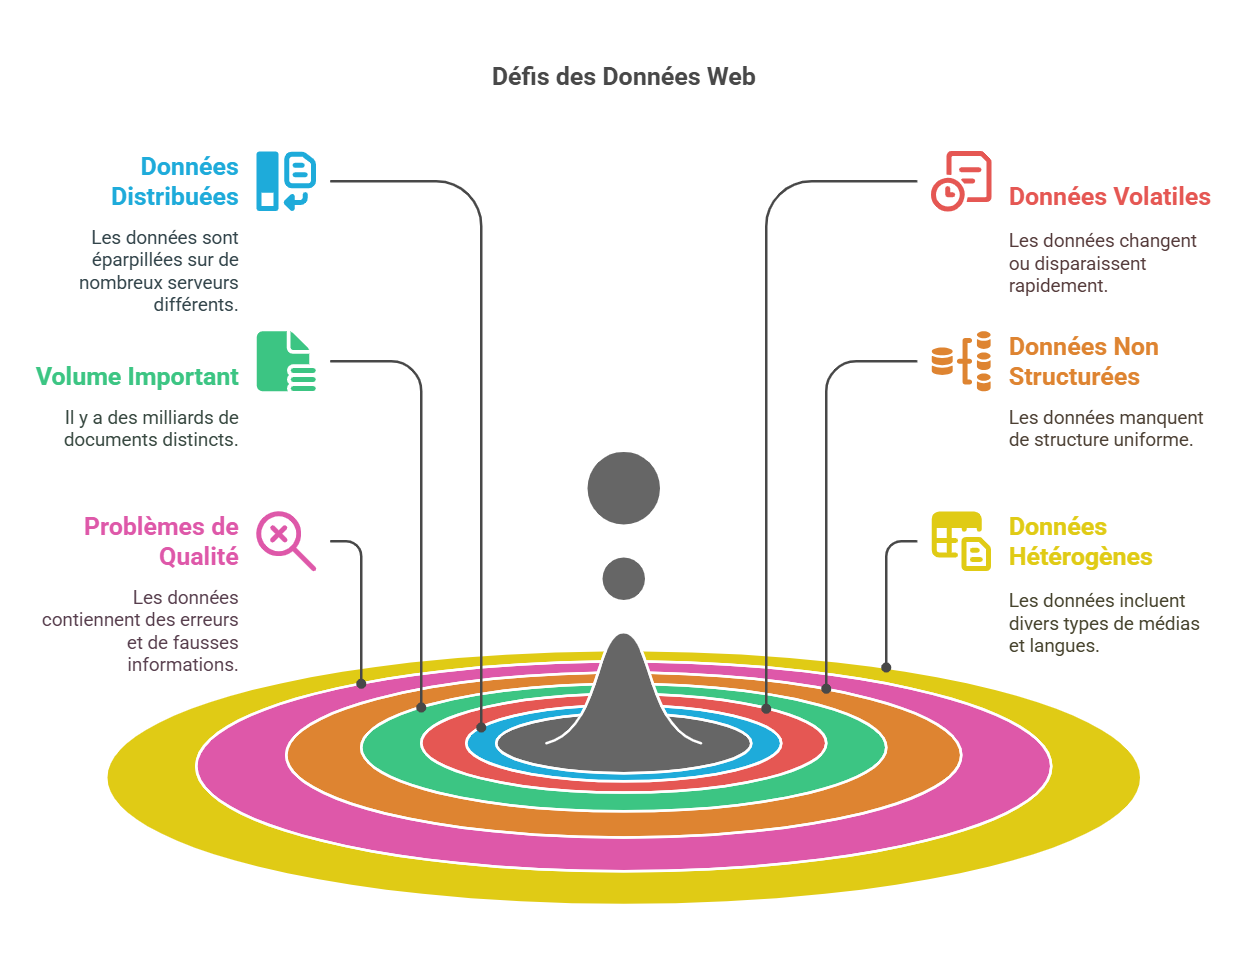 Défis des Données Web
Données
Distribuées
Les données sont
éparpillées sur de
nombreux serveurs
différents.
Volume Important
Il y a des milliards de
documents distincts.
Problèmes de
Qualité
Les données
contiennent des erreurs
et de fausses
informations.
Données Volatiles
Les données changent
ou disparaissent
rapidement.
Données Non
Structurées
Les données manquent
de structure uniforme.
Données
Hétérogènes
Les données incluent
divers types de médias
et langues.